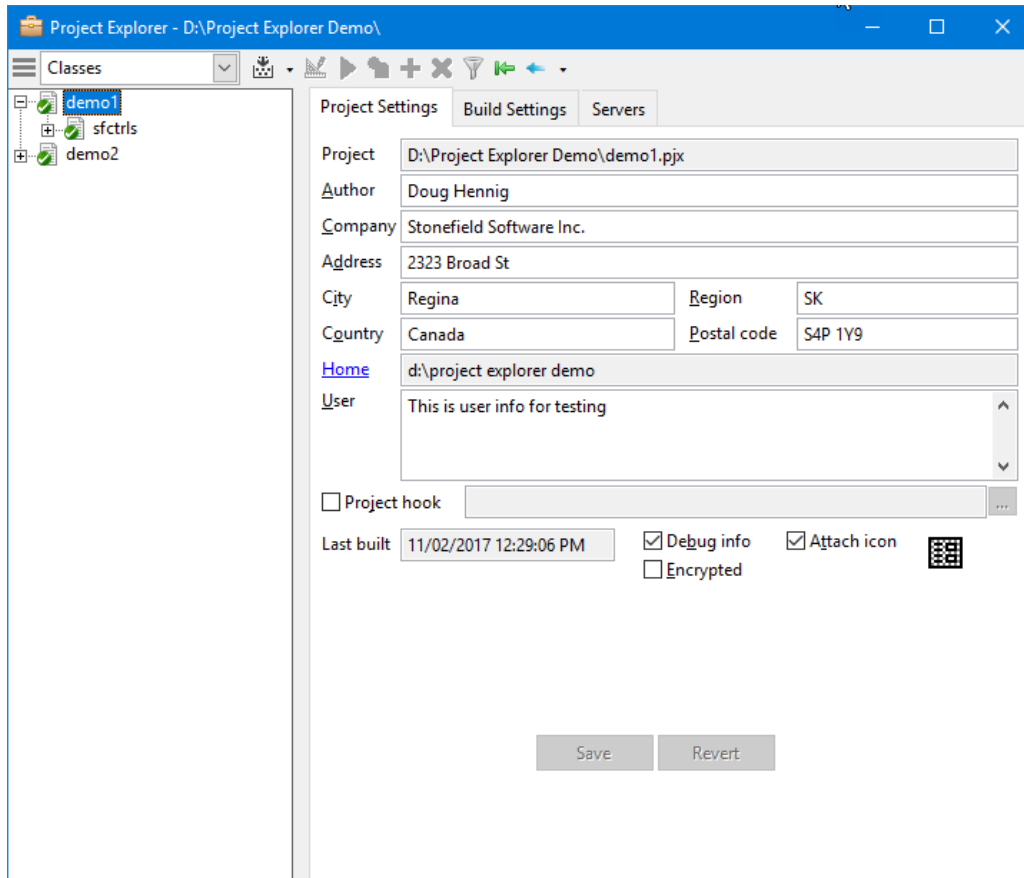 Project Explorer - D:\Project Explorer Demo\
Classes
demo1
sfctrls
demo2
Project Settings Build Settings Servers
Project D:\Project Explorer Demo\demo1.pjx
Author Doug Hennig
Company Stonefield Software Inc.
Address 2323 Broad St
City Regina Region SK
Country Canada Postal code S4P 1Y9
Home d:\project explorer demo
User This is user info for testing
Project hook ...
Last built 11/02/2017 12:29:06 PM Debug info Attach icon
Encrypted
Save Revert